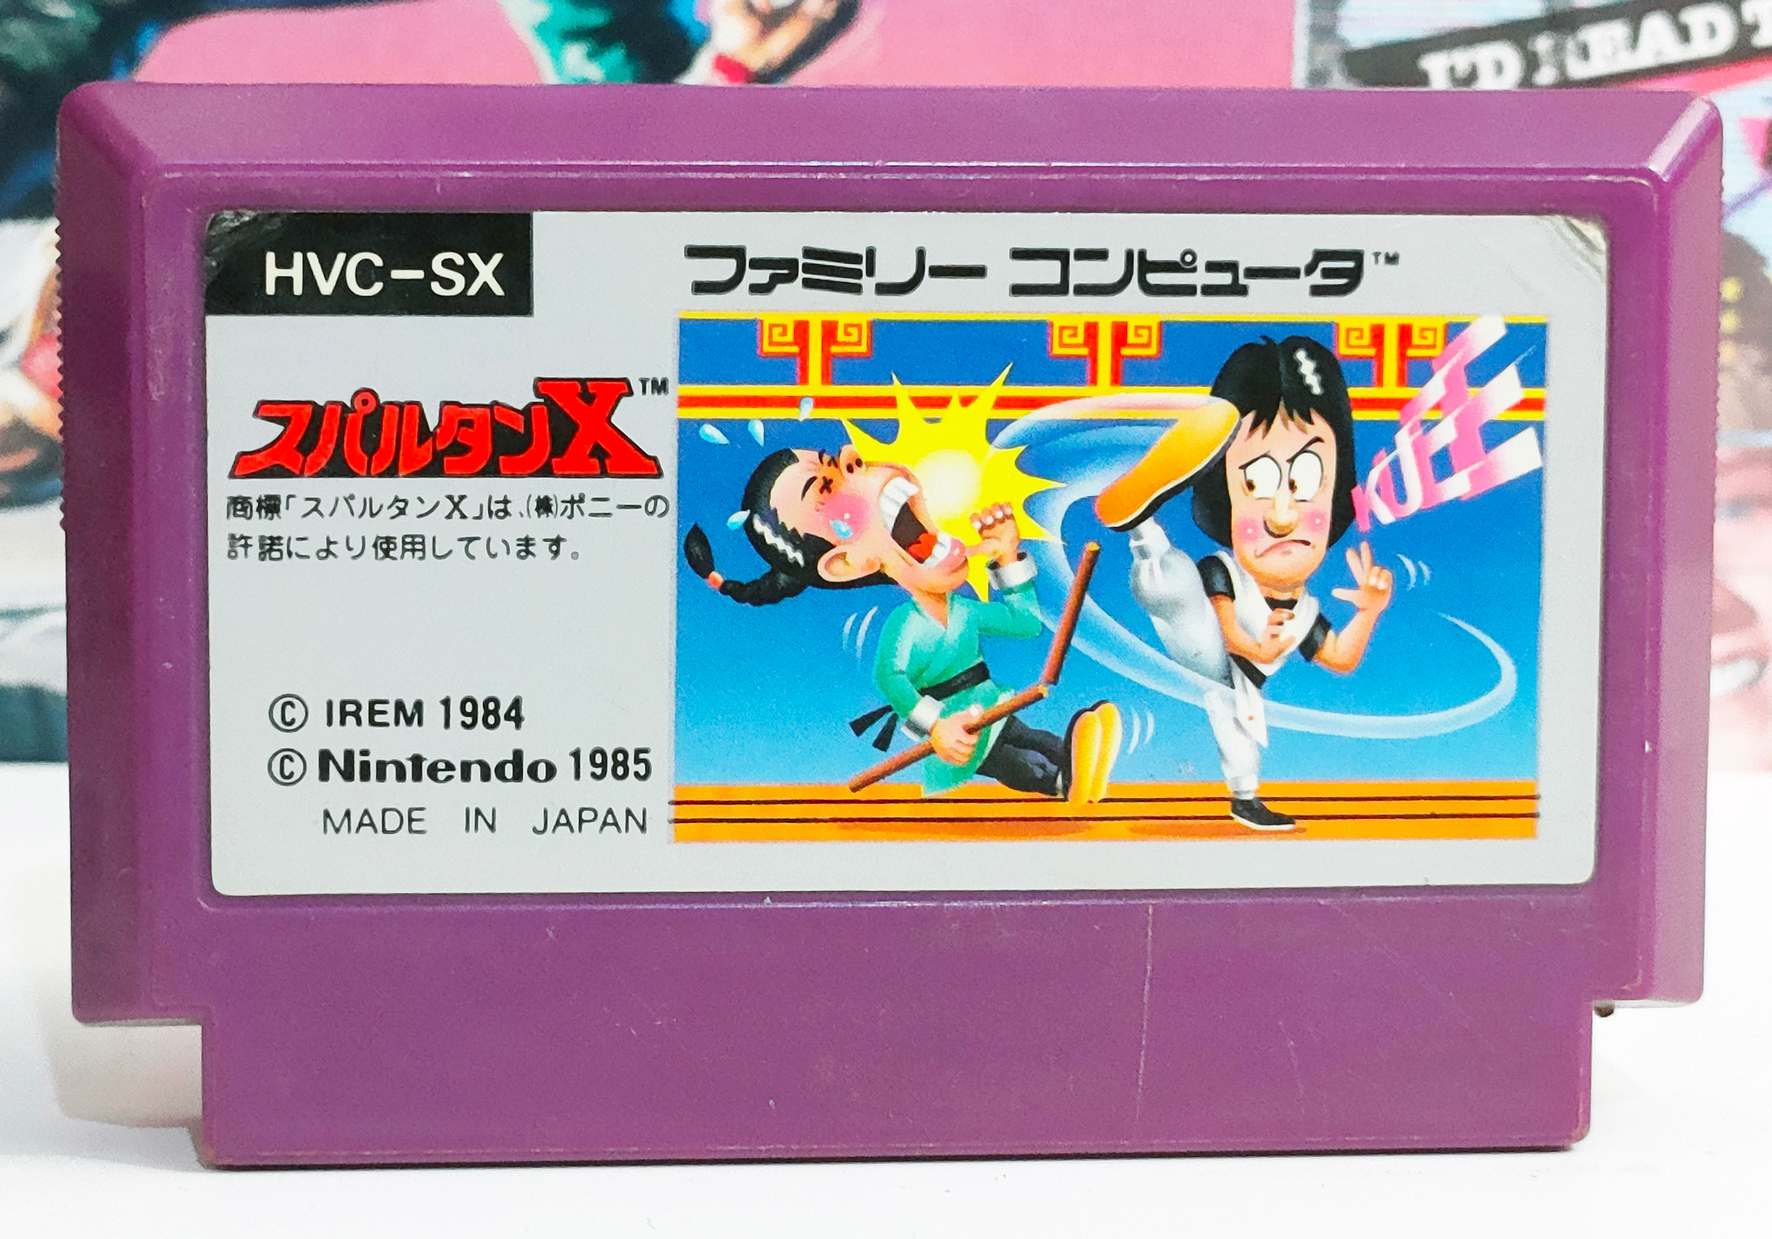 I'D READ T
HVC-SX
ファミリー コンピュータ™
スパルタンX™
商標「スパルタンX」は、(株)ポニーの
許諾により使用しています。
© IREM 1984
© Nintendo 1985
MADE IN JAPAN
KUEEE